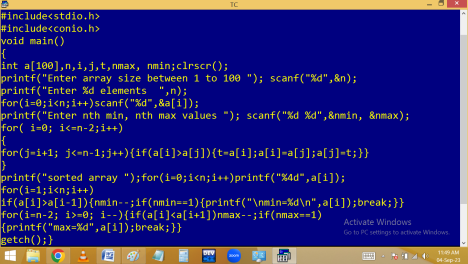 TC
#include<stdio.h>
#include<conio.h>
void main()
{
int a[100],n,i,j,t,nmax, nmin;clrscr();
printf("Enter array size between 1 to 100 "); scanf("%d",&n);
printf("Enter %d elements  ",n);
for(i=0;i<n;i++)scanf("%d",&a[i]);
printf("Enter nth min, nth max values "); scanf("%d %d",&nmin, &nmax);
for( i=0; i<=n-2;i++)
{
for(j=i+1; j<=n-1;j++){if(a[i]>a[j]){t=a[i];a[i]=a[j];a[j]=t;}}
}
printf("sorted array ");for(i=0;i<n;i++)printf("%4d",a[i]);
for(i=1;i<n;i++)
if(a[i]>a[i-1]){nmin--;if(nmin==1){printf("\nmin=%d\n",a[i]);break;}}
for(i=n-2; i>=0; i--){if(a[i]<a[i+1])nmax--;if(nmax==1)
{printf("max=%d",a[i]);break;}}
getch();}
Activate Windows
Go to PC settings to activate Windows.
11:49 AM
04-Sep-23